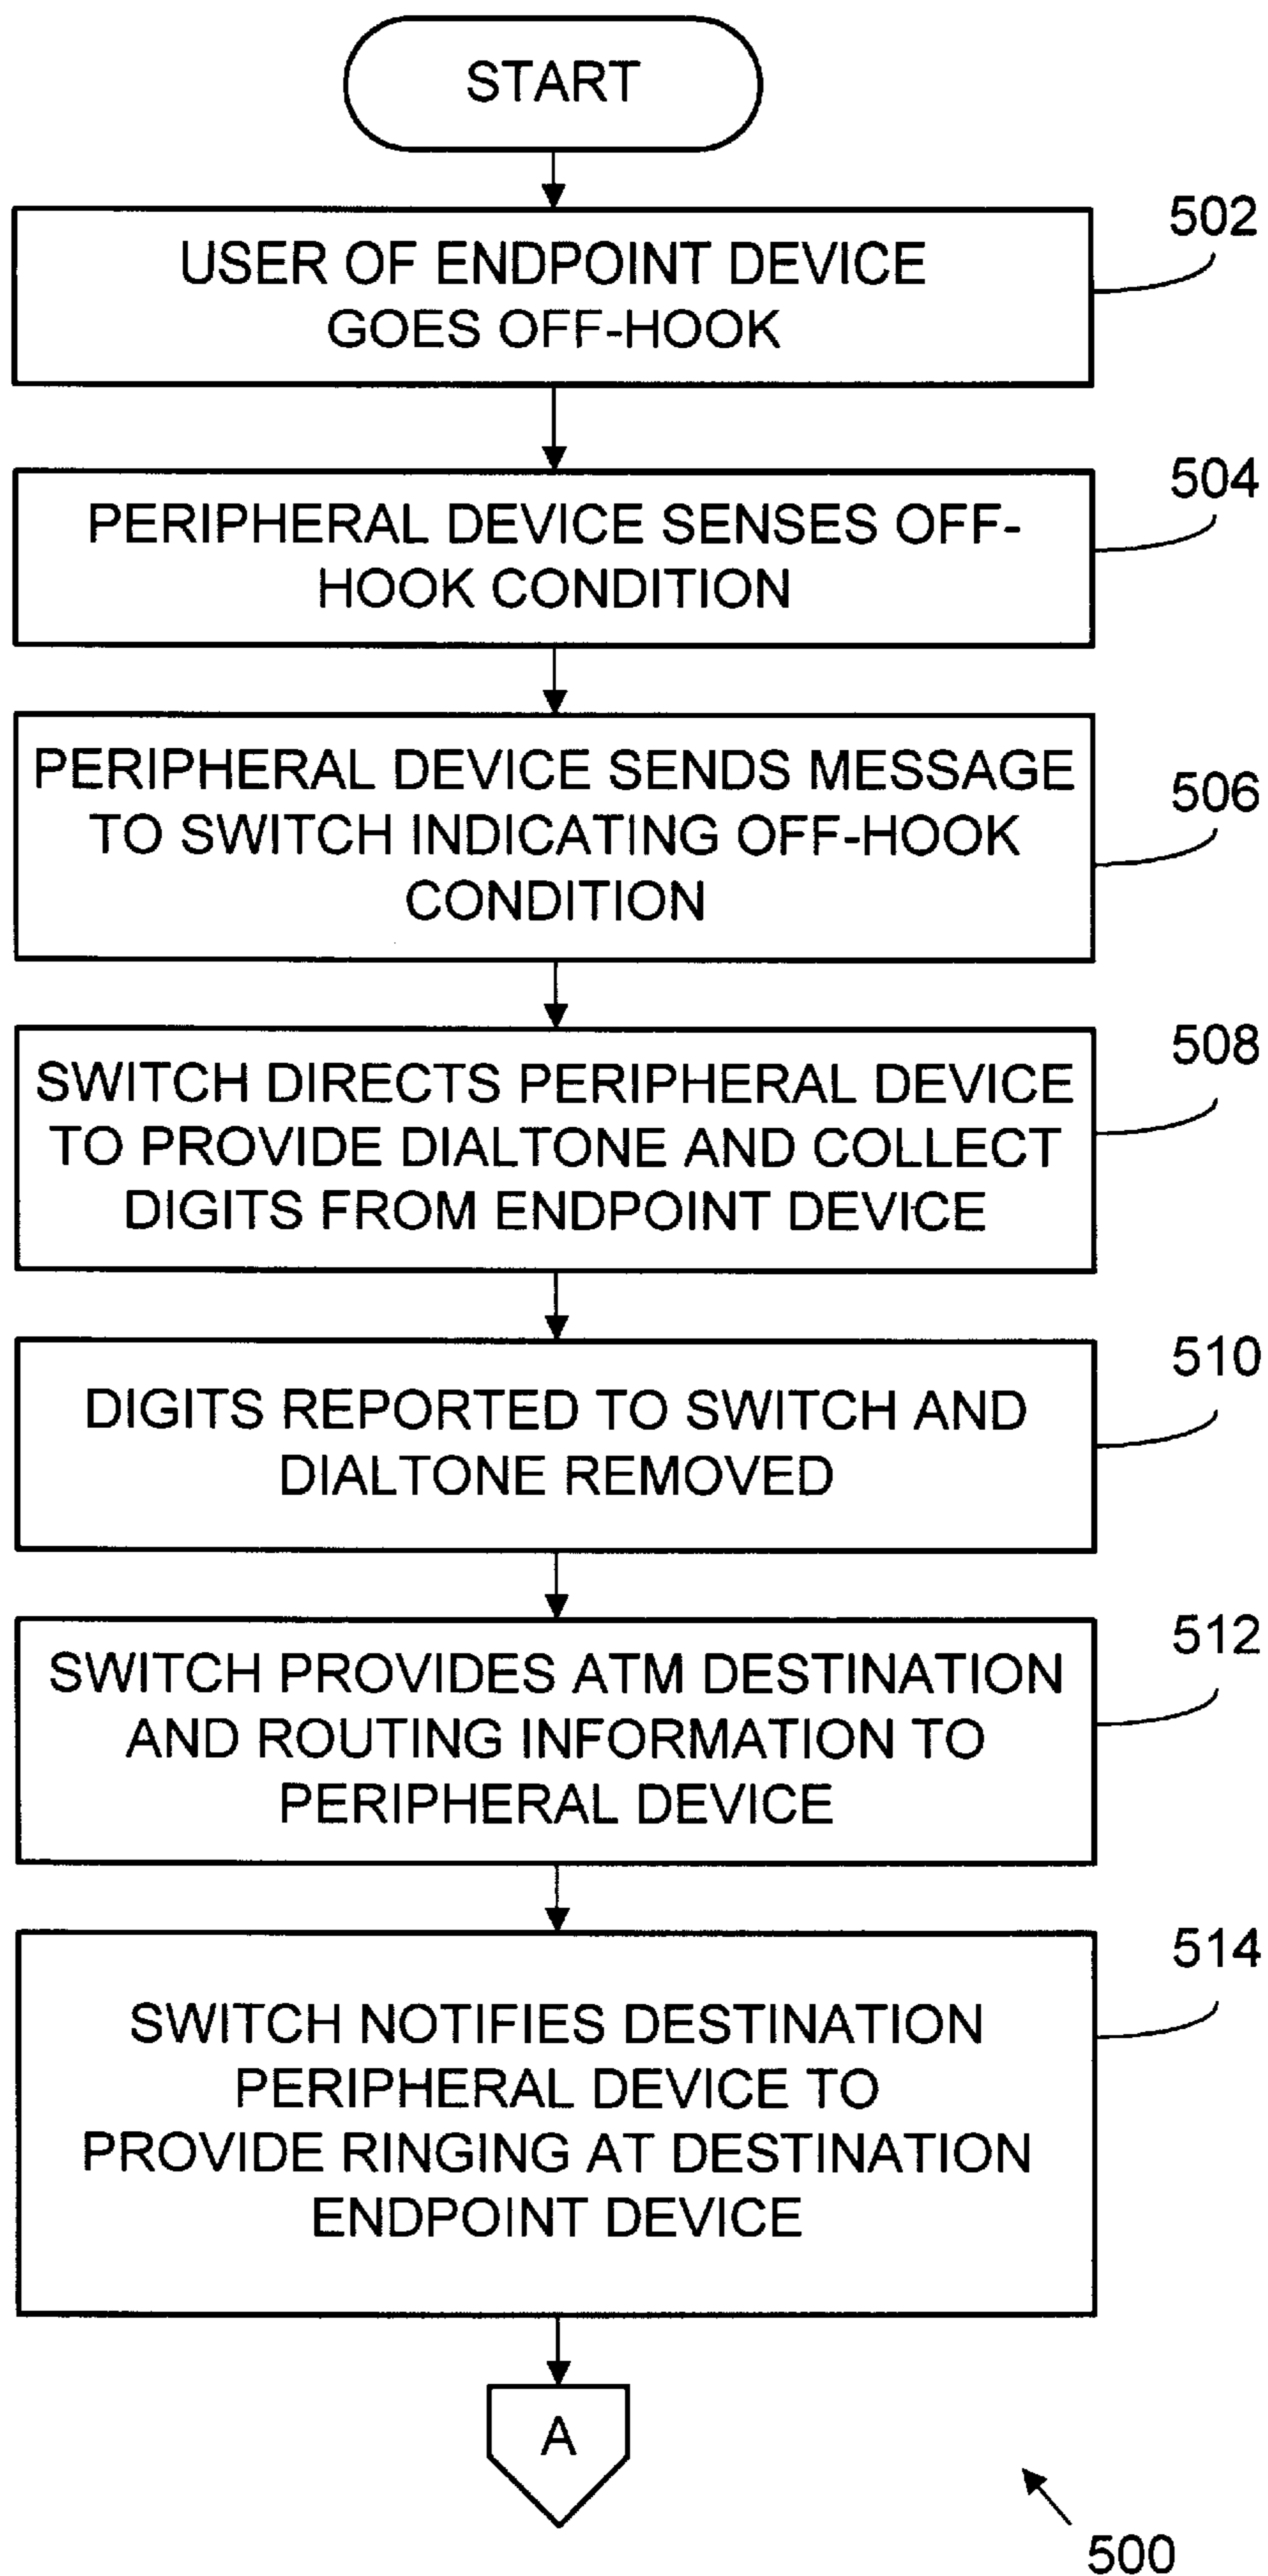 START
502
USER OF ENDPOINT DEVICE
GOES OFF-HOOK
504
PERIPHERAL DEVICE SENSES OFF-
HOOK CONDITION
506
PERIPHERAL DEVICE SENDS MESSAGE
TO SWITCH INDICATING OFF-HOOK
CONDITION
508
SWITCH DIRECTS PERIPHERAL DEVICE
TO PROVIDE DIALTONE AND COLLECT
DIGITS FROM ENDPOINT DEVICE
510
DIGITS REPORTED TO SWITCH AND
DIALTONE REMOVED
512
SWITCH PROVIDES ATM DESTINATION
AND ROUTING INFORMATION TO
PERIPHERAL DEVICE
514
SWITCH NOTIFIES DESTINATION
PERIPHERAL DEVICE TO
PROVIDE RINGING AT DESTINATION
ENDPOINT DEVICE
A
500